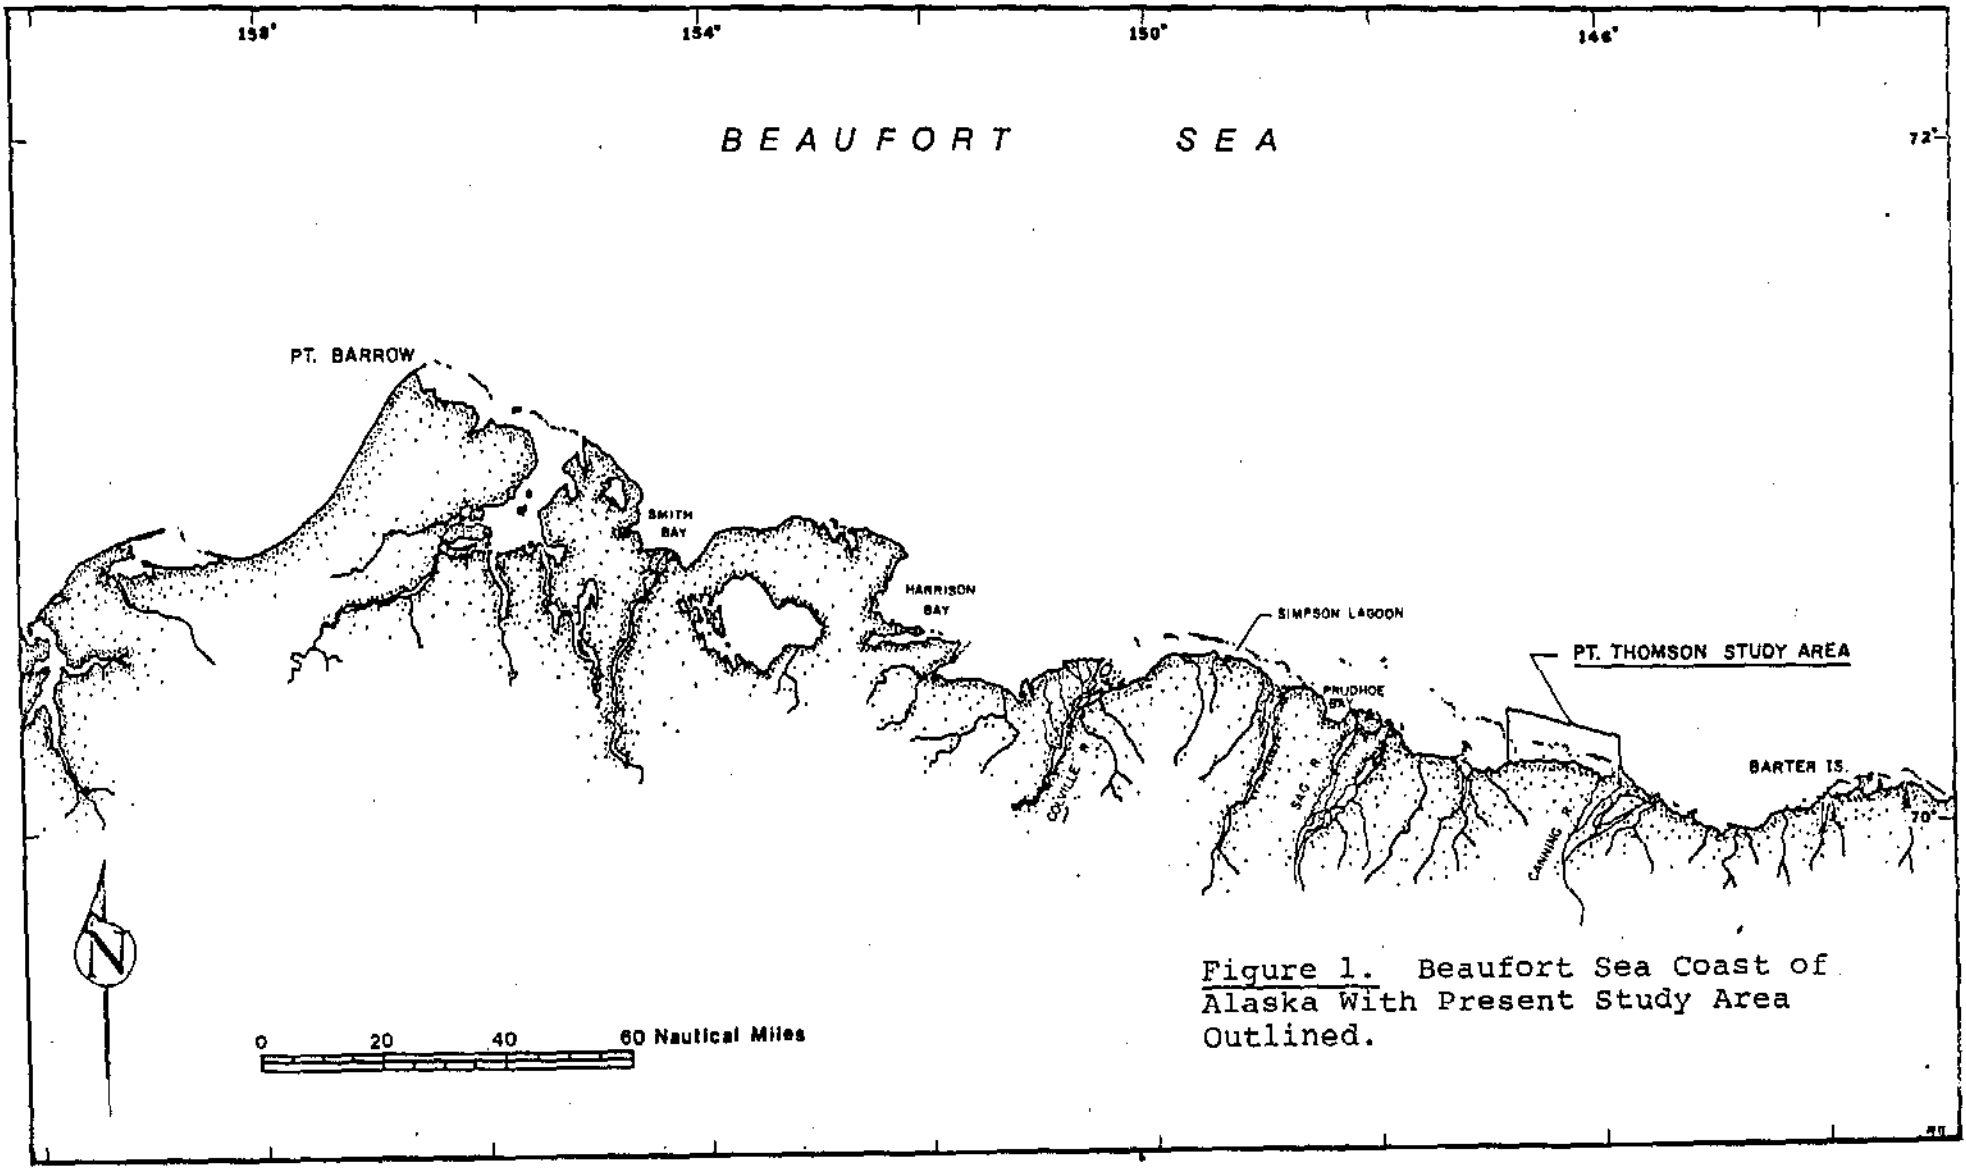 158°
154°
150°
146°
BEAUFORT SEA
72°
PT. BARROW
SMITH
BAY
HARRISON
BAY
SIMPSON LAGOON
PT. THOMSON STUDY AREA
PRUDHOE
BAY
BARTER IS.
COLVILLE R
SAG R
CANNING R
70°
N
0 20 40 60 Nautical Miles
Figure 1. Beaufort Sea Coast of
Alaska With Present Study Area
Outlined.